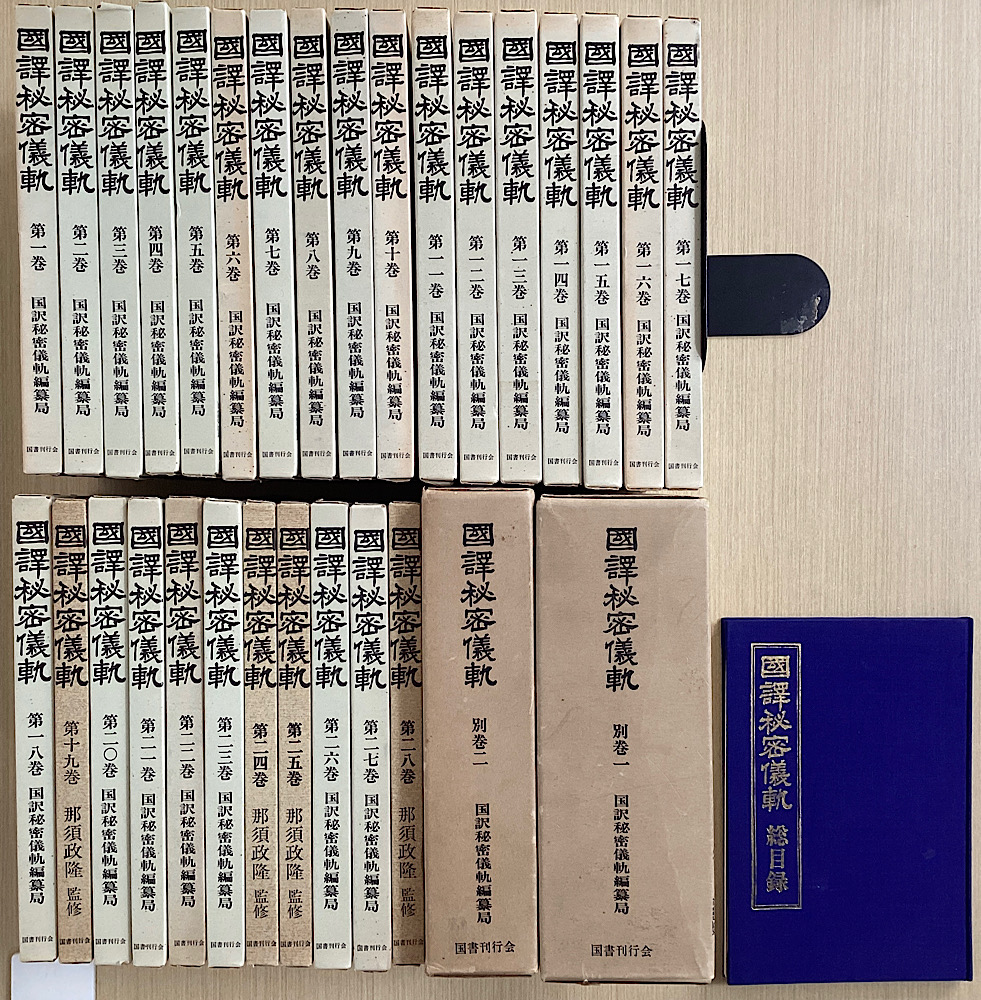 國譯秘密儀軌 第一巻 国訳秘密儀軌編纂局 国書刊行会
國譯秘密儀軌 第二巻 国訳秘密儀軌編纂局 国書刊行会
國譯秘密儀軌 第三巻 国訳秘密儀軌編纂局 国書刊行会
國譯秘密儀軌 第四巻 国訳秘密儀軌編纂局 国書刊行会
國譯秘密儀軌 第五巻 国訳秘密儀軌編纂局 国書刊行会
國譯秘密儀軌 第六巻 国訳秘密儀軌編纂局 国書刊行会
國譯秘密儀軌 第七巻 国訳秘密儀軌編纂局 国書刊行会
國譯秘密儀軌 第八巻 国訳秘密儀軌編纂局 国書刊行会
國譯秘密儀軌 第九巻 国訳秘密儀軌編纂局 国書刊行会
國譯秘密儀軌 第十巻 国訳秘密儀軌編纂局 国書刊行会
國譯秘密儀軌 第一一巻 国訳秘密儀軌編纂局 国書刊行会
國譯秘密儀軌 第一二巻 国訳秘密儀軌編纂局 国書刊行会
國譯秘密儀軌 第一三巻 国訳秘密儀軌編纂局 国書刊行会
國譯秘密儀軌 第一四巻 国訳秘密儀軌編纂局 国書刊行会
國譯秘密儀軌 第一五巻 国訳秘密儀軌編纂局 国書刊行会
國譯秘密儀軌 第一六巻 国訳秘密儀軌編纂局 国書刊行会
國譯秘密儀軌 第一七巻 国訳秘密儀軌編纂局 国書刊行会
國譯秘密儀軌 第一八巻 国訳秘密儀軌編纂局 国書刊行会
國譯秘密儀軌 第十九巻 那須政隆 監修 国書刊行会
國譯秘密儀軌 第二〇巻 国訳秘密儀軌編纂局 国書刊行会
國譯秘密儀軌 第二一巻 国訳秘密儀軌編纂局 国書刊行会
國譯秘密儀軌 第二二巻 国訳秘密儀軌編纂局 国書刊行会
國譯秘密儀軌 第二三巻 国訳秘密儀軌編纂局 国書刊行会
國譯秘密儀軌 第二四巻 那須政隆 監修 国書刊行会
國譯秘密儀軌 第二五巻 那須政隆 監修 国書刊行会
國譯秘密儀軌 第二六巻 国訳秘密儀軌編纂局 国書刊行会
國譯秘密儀軌 第二七巻 国訳秘密儀軌編纂局 国書刊行会
國譯秘密儀軌 第二八巻 那須政隆 監修 国書刊行会
國譯秘密儀軌 別巻二 国訳秘密儀軌編纂局 国書刊行会
國譯秘密儀軌 別巻一 国訳秘密儀軌編纂局 国書刊行会
國譯秘密儀軌 総目録